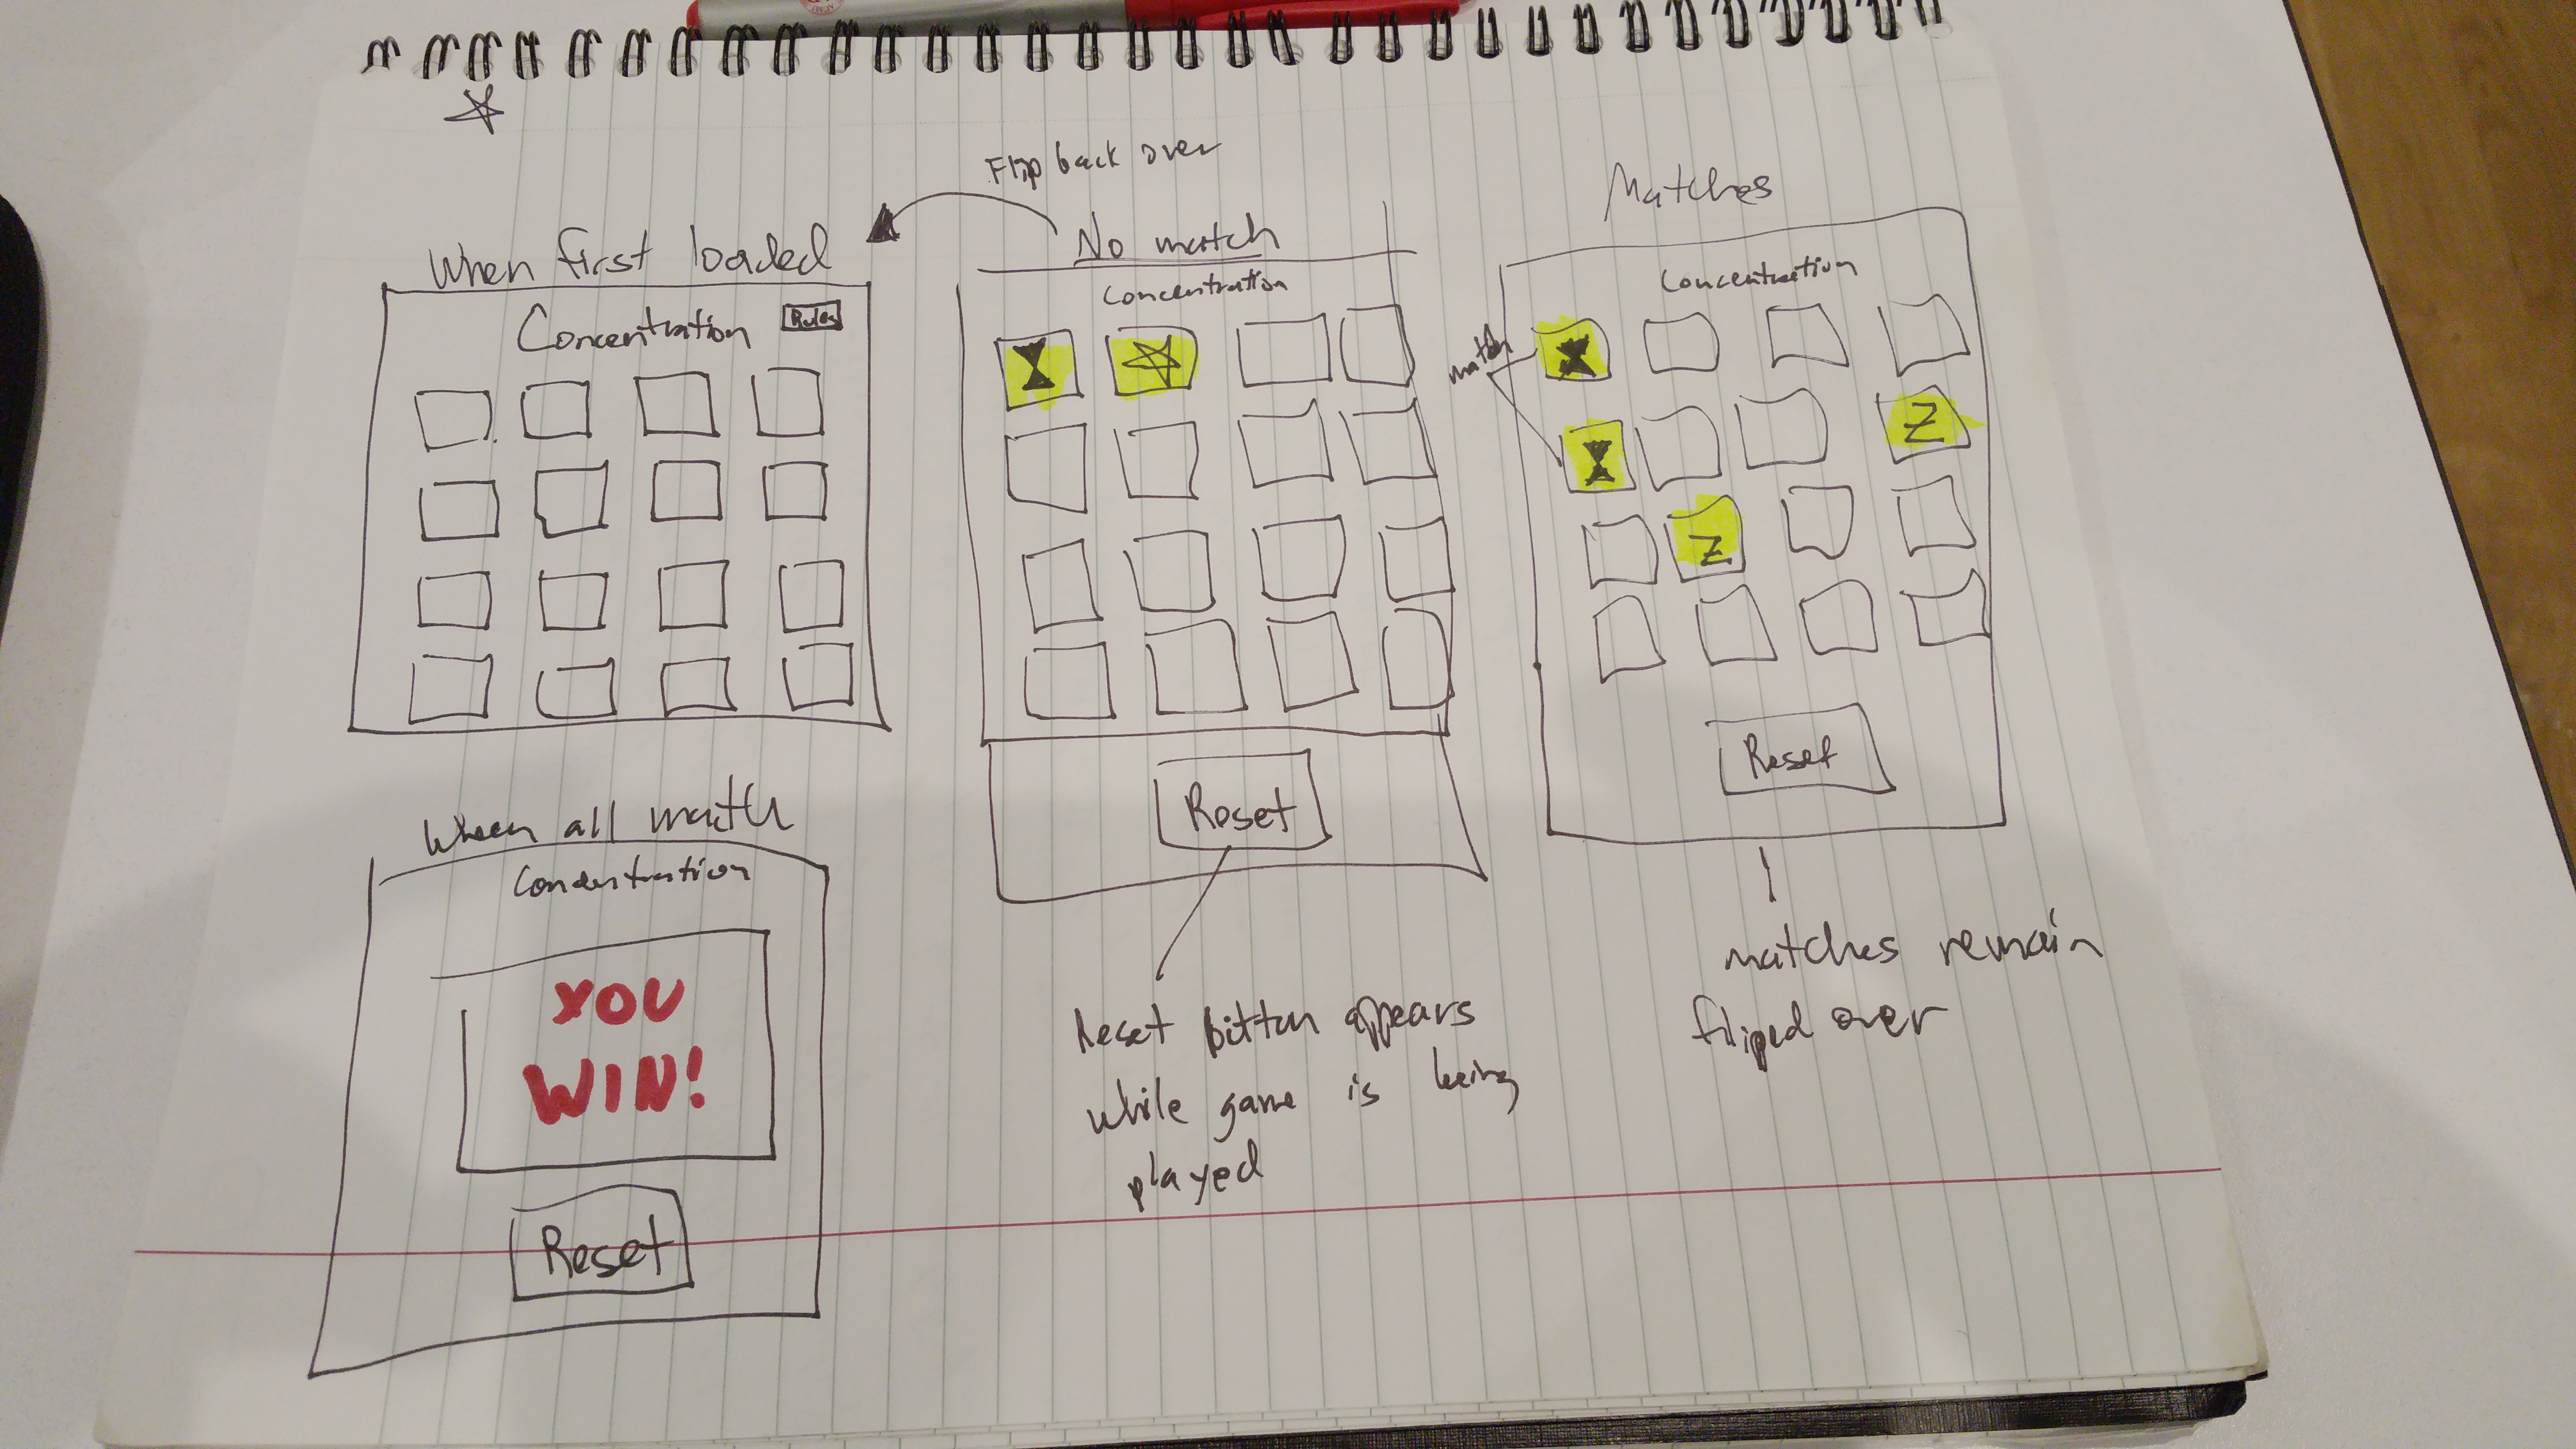 Flip back over
When first loaded
Concentration
Rules
No match
Concentration
Reset
Reset bitton appears
while game is being
played
Matches
Concentration
match
Z
Z
Reset
matches remain
fliped over
When all match
Concentration
YOU
WIN!
Reset